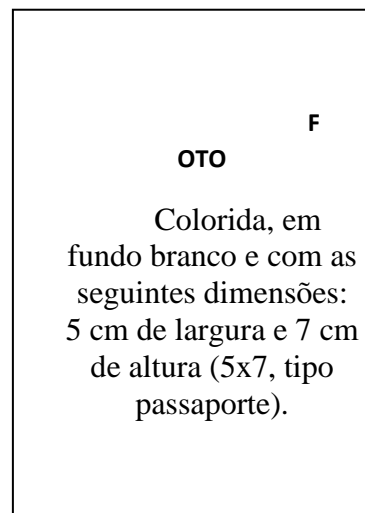 F
OTO
Colorida, em
fundo branco e com as
seguintes dimensões:
5 cm de largura e 7 cm
de altura (5x7, tipo
passaporte).